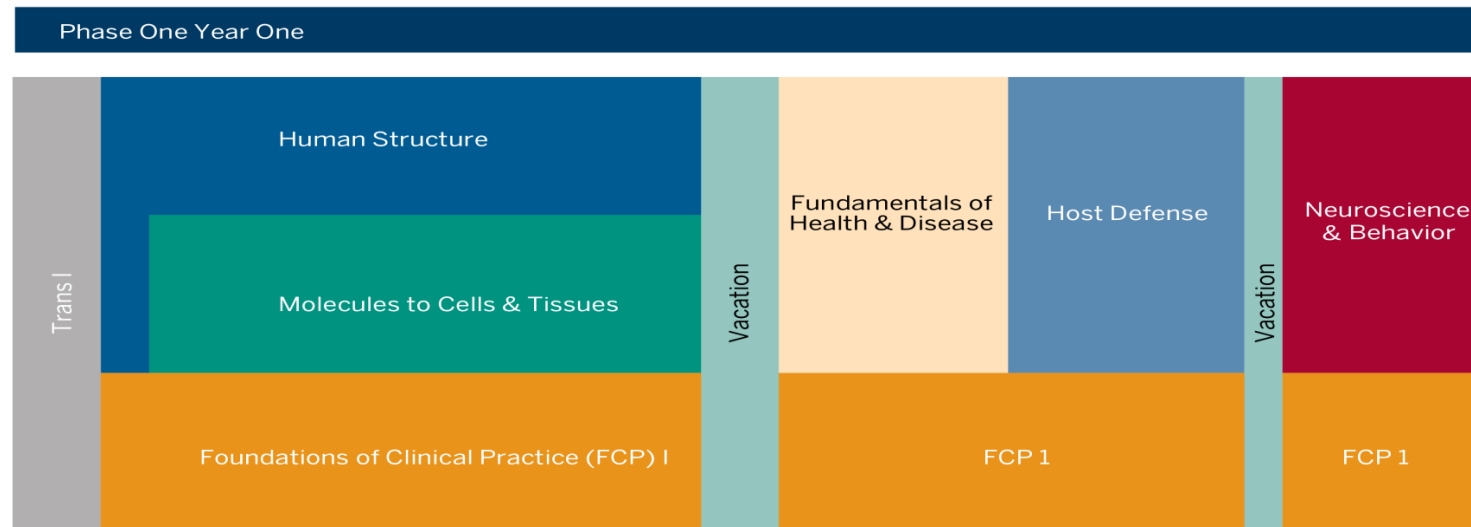 Phase One Year One
Trans I
Human Structure
Molecules to Cells & Tissues
Foundations of Clinical Practice (FCP) I
Vacation
Fundamentals of
Health & Disease
Host Defense
FCP 1
Vacation
Neuroscience
& Behavior
FCP 1